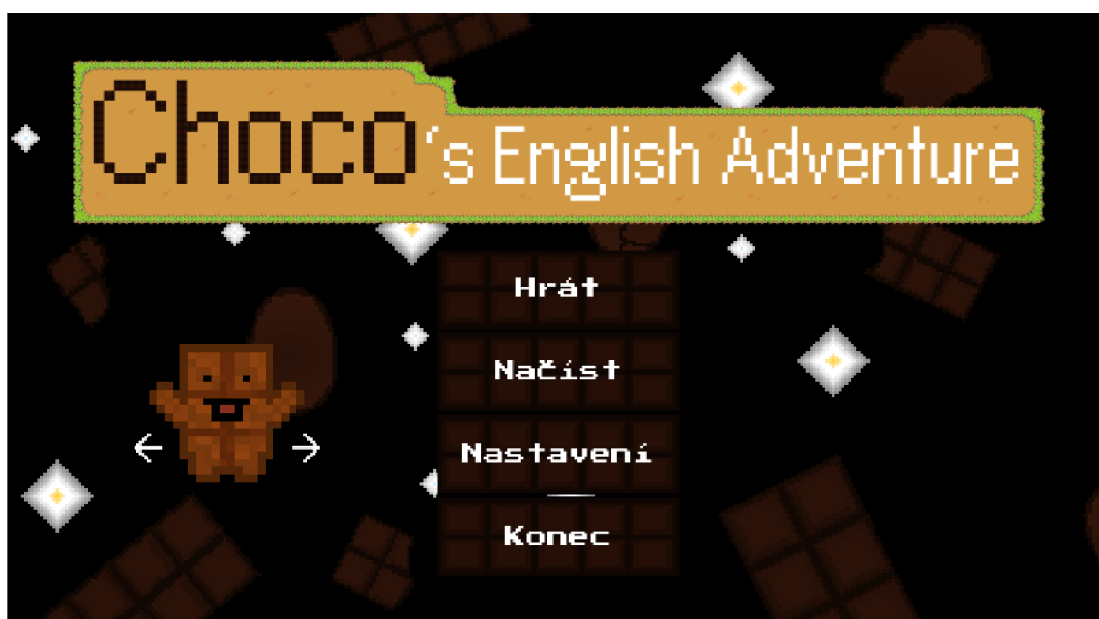 Choco's English Adventure
Hrát
Načíst
Nastavení
Konec